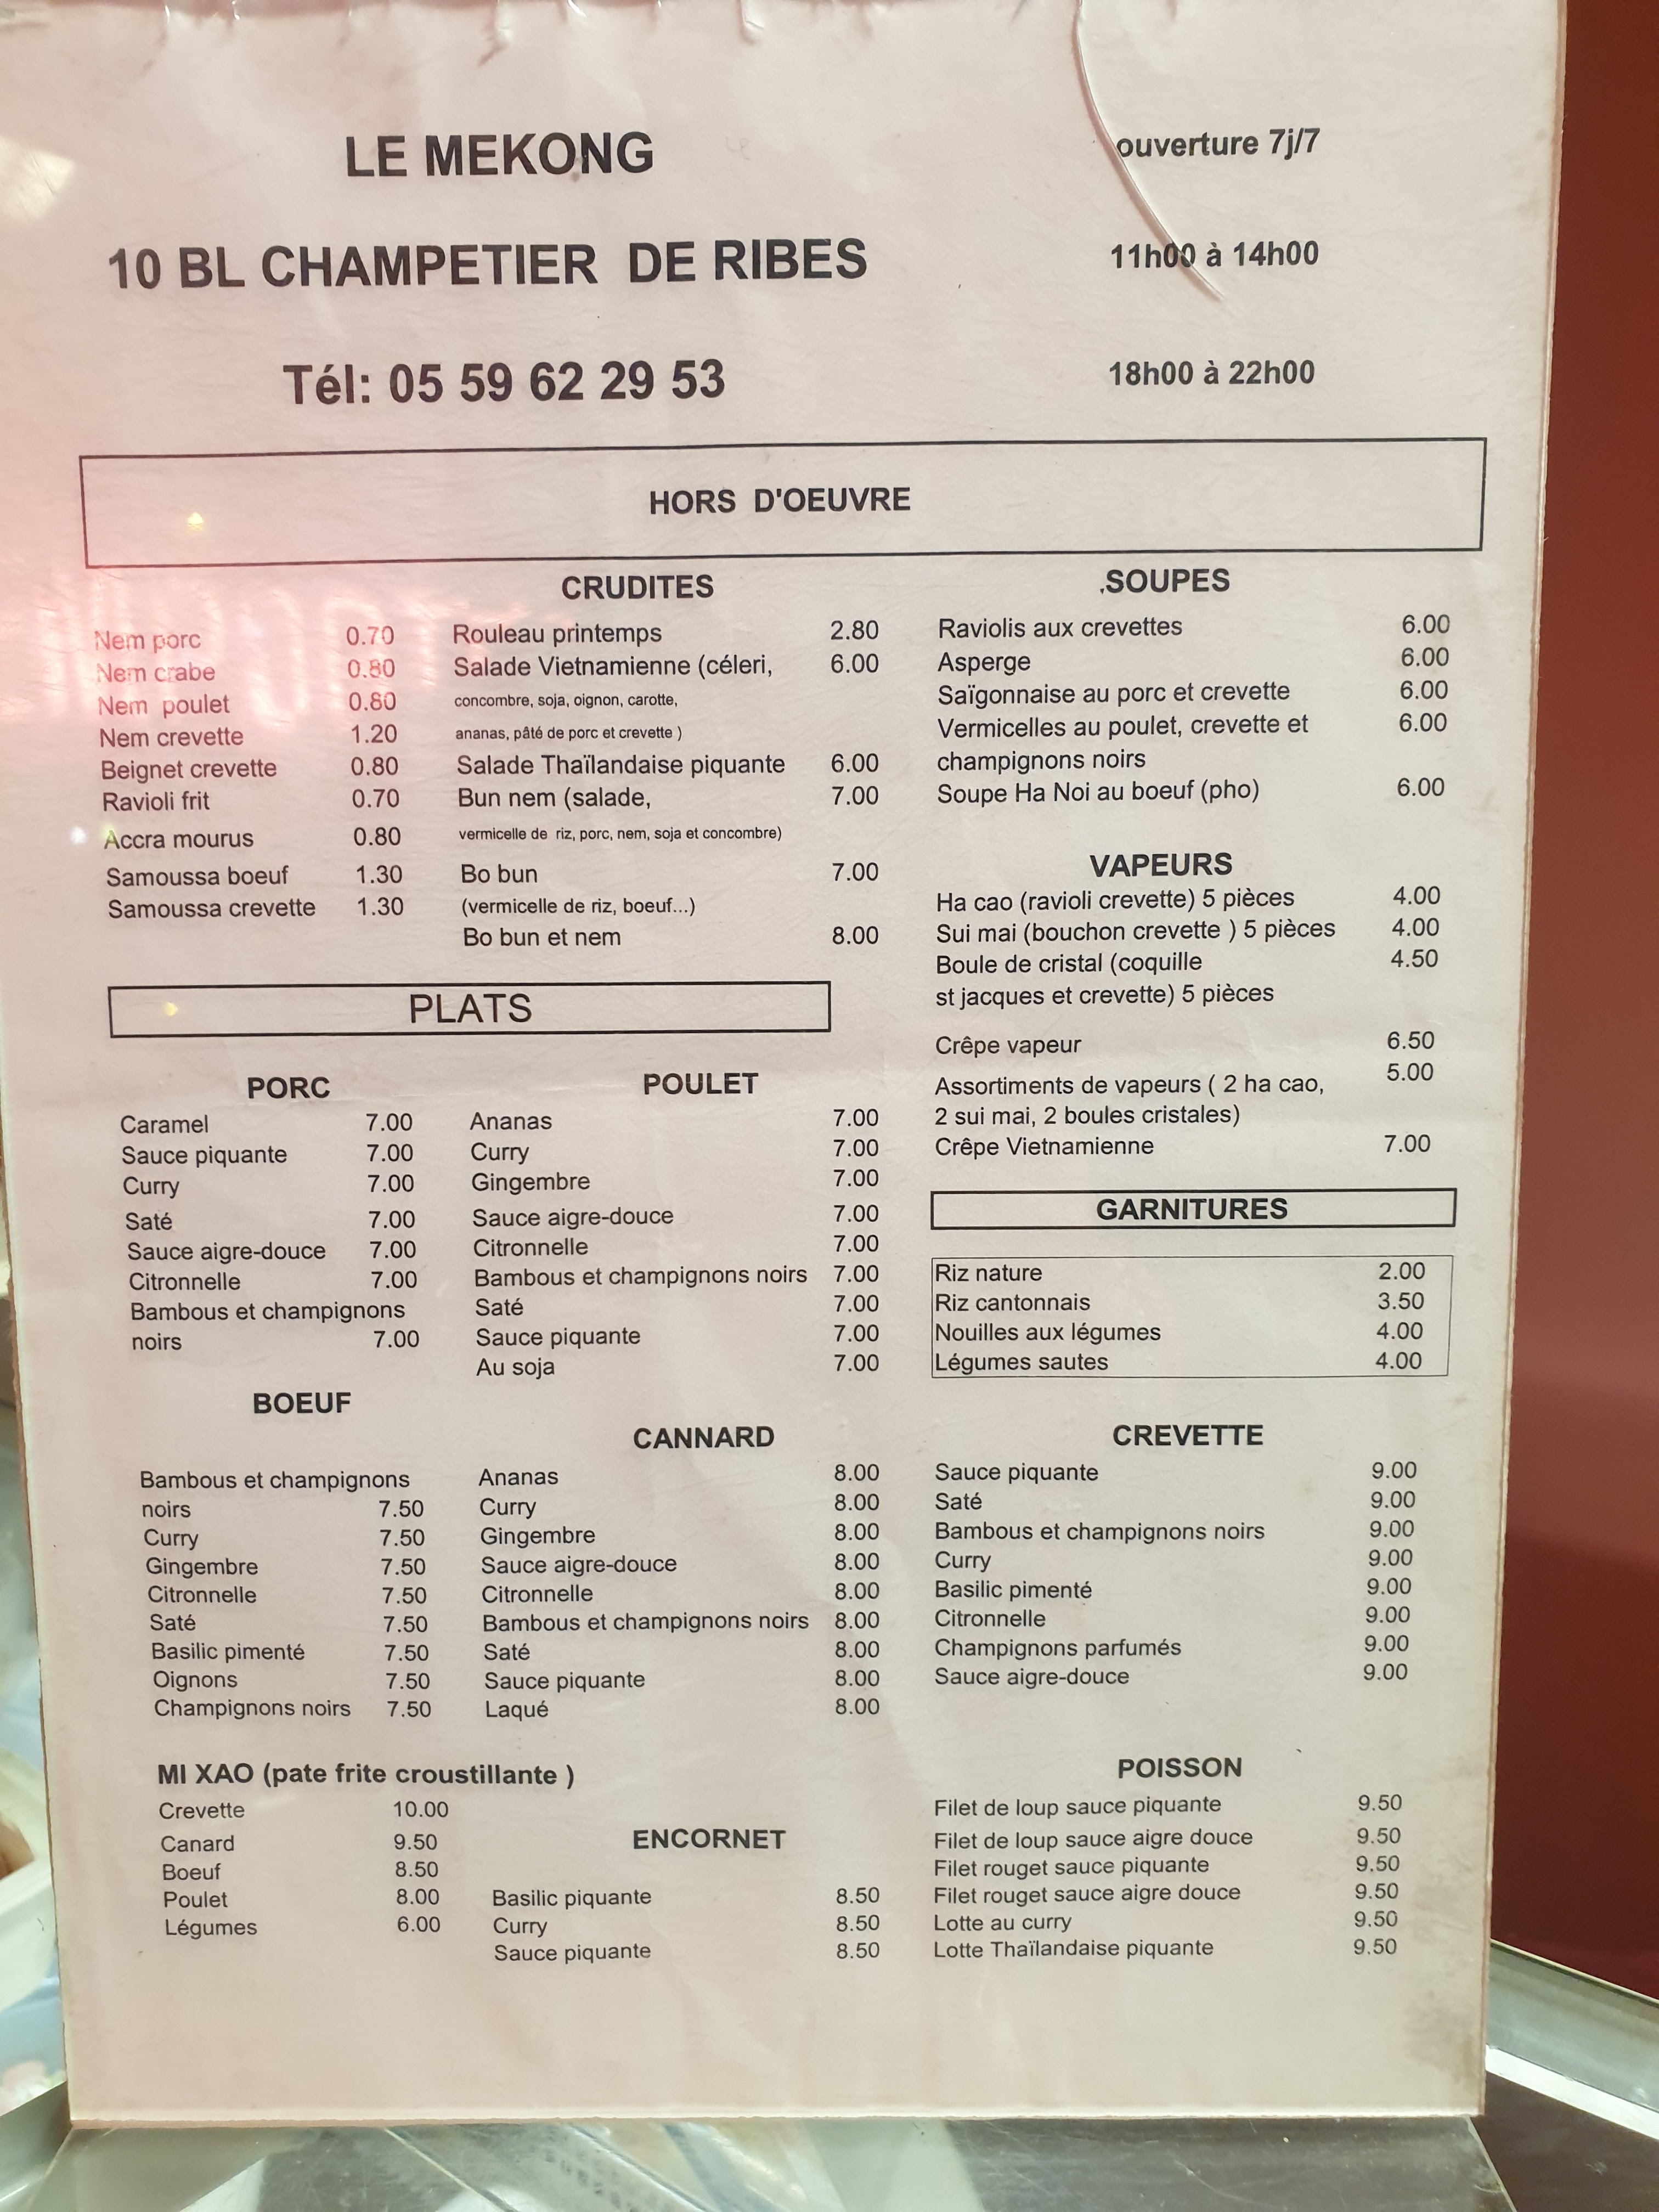 LE MEKONG
ouverture 7j/7
10 BL CHAMPETIER DE RIBES
11h00 à 14h00
Tél: 05 59 62 29 53
18h00 à 22h00
HORS D'OEUVRE
Nem porc 0.70
Nem crabe 0.80
Nem poulet 0.80
Nem crevette 1.20
Beignet crevette 0.80
Ravioli frit 0.70
Accra mourus 0.80
Samoussa boeuf 1.30
Samoussa crevette 1.30
CRUDITES
Rouleau printemps 2.80
Salade Vietnamienne (céleri, 6.00
concombre, soja, oignon, carotte,
ananas, pâté de porc et crevette )
Salade Thaïlandaise piquante 6.00
Bun nem (salade, 7.00
vermicelle de riz, porc, nem, soja et concombre)
Bo bun 7.00
(vermicelle de riz, boeuf...)
Bo bun et nem 8.00
.SOUPES
Raviolis aux crevettes 6.00
Asperge 6.00
Saïgonnaise au porc et crevette 6.00
Vermicelles au poulet, crevette et 6.00
champignons noirs
Soupe Ha Noi au boeuf (pho) 6.00
VAPEURS
Ha cao (ravioli crevette) 5 pièces 4.00
Sui mai (bouchon crevette ) 5 pièces 4.00
Boule de cristal (coquille 4.50
st jacques et crevette) 5 pièces
Crêpe vapeur 6.50
Assortiments de vapeurs ( 2 ha cao, 5.00
2 sui mai, 2 boules cristales)
Crêpe Vietnamienne 7.00
PLATS
PORC
Caramel 7.00
Sauce piquante 7.00
Curry 7.00
Saté 7.00
Sauce aigre-douce 7.00
Citronnelle 7.00
Bambous et champignons
noirs 7.00
POULET
Ananas 7.00
Curry 7.00
Gingembre 7.00
Sauce aigre-douce 7.00
Citronnelle 7.00
Bambous et champignons noirs 7.00
Saté 7.00
Sauce piquante 7.00
Au soja 7.00
GARNITURES
Riz nature 2.00
Riz cantonnais 3.50
Nouilles aux légumes 4.00
Légumes sautes 4.00
BOEUF
Bambous et champignons
noirs 7.50
Curry 7.50
Gingembre 7.50
Citronnelle 7.50
Saté 7.50
Basilic pimenté 7.50
Oignons 7.50
Champignons noirs 7.50
CANNARD
Ananas 8.00
Curry 8.00
Gingembre 8.00
Sauce aigre-douce 8.00
Citronnelle 8.00
Bambous et champignons noirs 8.00
Saté 8.00
Sauce piquante 8.00
Laqué 8.00
CREVETTE
Sauce piquante 9.00
Saté 9.00
Bambous et champignons noirs 9.00
Curry 9.00
Basilic pimenté 9.00
Citronnelle 9.00
Champignons parfumés 9.00
Sauce aigre-douce 9.00
MI XAO (pate frite croustillante )
Crevette 10.00
Canard 9.50
Boeuf 8.50
Poulet 8.00
Légumes 6.00
ENCORNET
Basilic piquante 8.50
Curry 8.50
Sauce piquante 8.50
POISSON
Filet de loup sauce piquante 9.50
Filet de loup sauce aigre douce 9.50
Filet rouget sauce piquante 9.50
Filet rouget sauce aigre douce 9.50
Lotte au curry 9.50
Lotte Thaïlandaise piquante 9.50